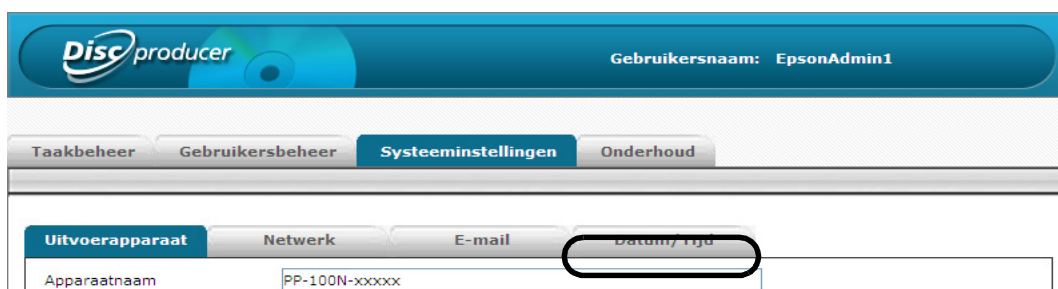 Disc producer
Gebruikersnaam: EpsonAdmin1
Taakbeheer Gebruikersbeheer Systeeminstellingen Onderhoud
Uitvoerapparaat Netwerk E-mail Datum/Tijd
Apparaatnaam PP-100N-xxxxx